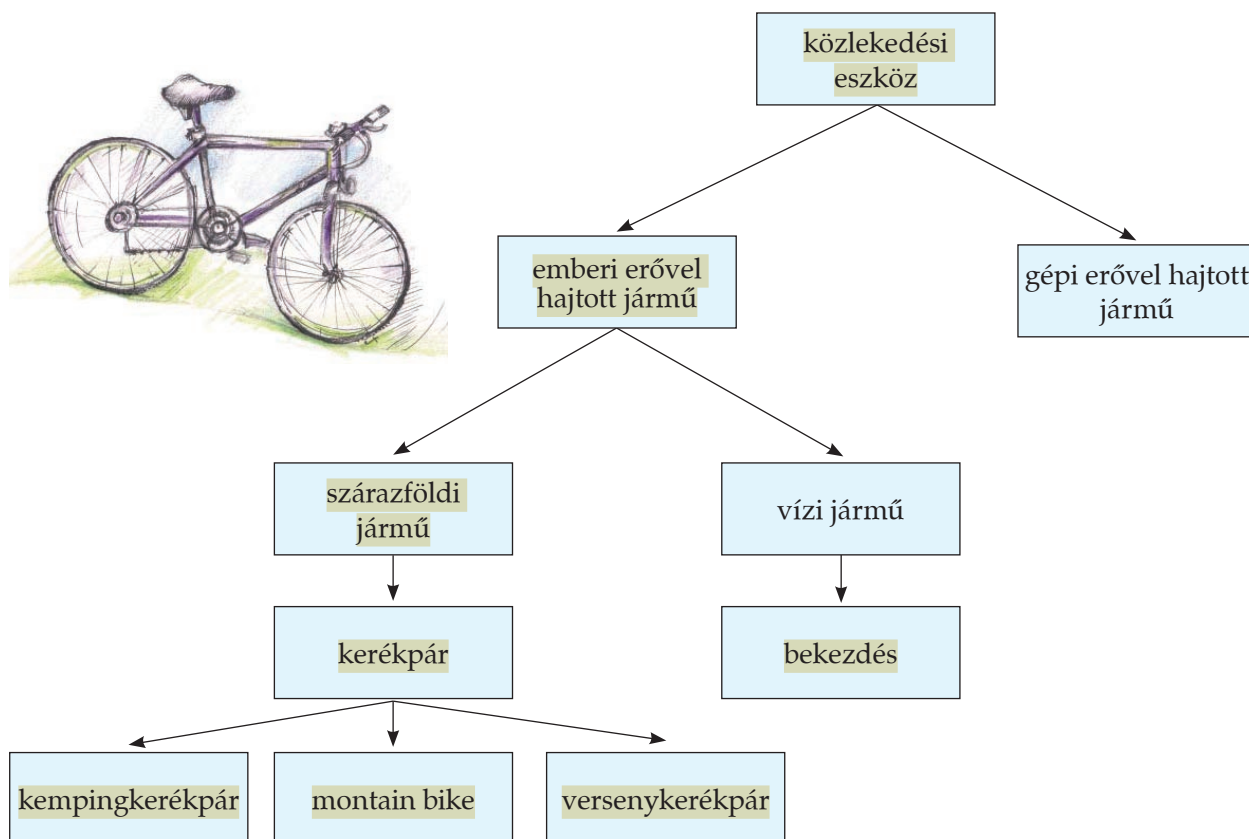 közlekedési
eszköz
emberi erővel
hajtott jármű
gépi erővel hajtott
jármű
szárazföldi
jármű
vízi jármű
kerékpár
bekezdés
kempingkerékpár
montain bike
versenykerékpár